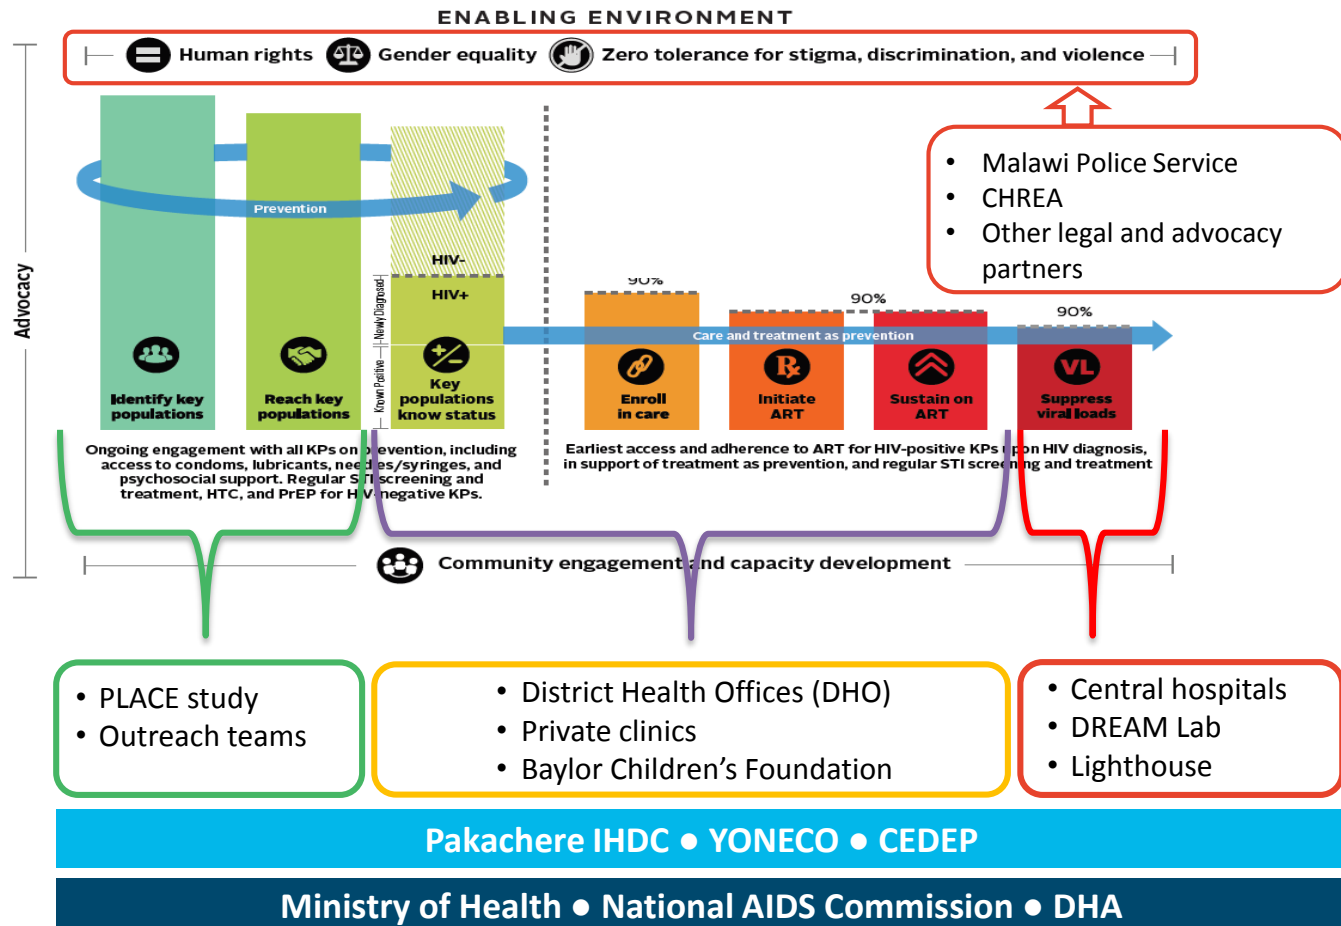 ENABLING ENVIRONMENT
Human rights
Gender equality
Zero tolerance for stigma, discrimination, and violence
Advocacy
• Malawi Police Service
• CHREA
• Other legal and advocacy
partners
Prevention
HIV-
HIV+
Newly Diagnosed
Known Positive
90%
90%
90%
Care and treatment as prevention
Identify key
populations
Reach key
populations
Key
populations
know status
Enroll
in care
Rx
Initiate
ART
Sustain on
ART
VL
Suppress
viral loads
Ongoing engagement with all KPs on prevention, including
access to condoms, lubricants, needles/syringes, and
psychosocial support. Regular STI screening and
treatment, HTC, and PrEP for HIV-negative KPs.
Earliest access and adherence to ART for HIV-positive KPs upon HIV diagnosis,
in support of treatment as prevention, and regular STI screening and treatment
Community engagement and capacity development
• PLACE study
• Outreach teams
• District Health Offices (DHO)
• Private clinics
• Baylor Children's Foundation
• Central hospitals
• DREAM Lab
• Lighthouse
Pakachere IHDC ● YONECO ● CEDEP
Ministry of Health ● National AIDS Commission ● DHA